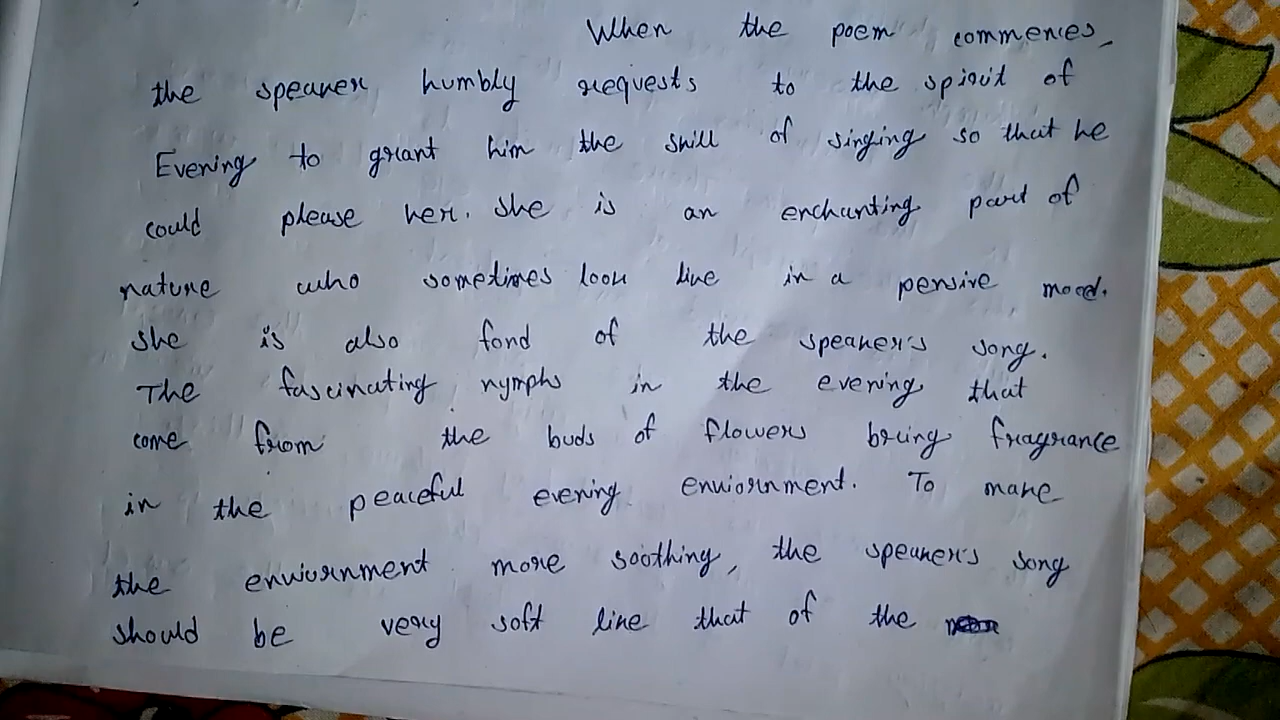 When the poem commences,
the speaker humbly requests to the spirit of
Evening to grant him the skill of singing so that he
could please her. She is an enchanting part of
nature who sometimes look like in a pensive mood.
She is also fond of the speaker's song.
The fascinating nymphs in the evening that
come from the buds of flowers bring fragrance
in the peaceful evening enviornment. To make
the enviornment more soothing, the speaker's song
should be very soft like that of the